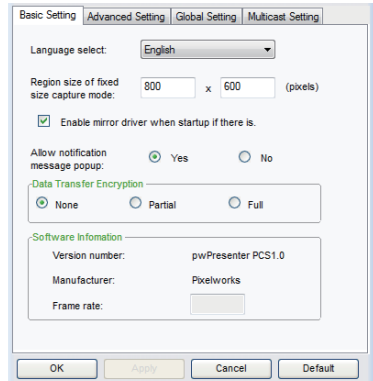 Basic Setting Advanced Setting Global Setting Multicast Setting
Language select: English
Region size of fixed
size capture mode: 800 x 600 (pixels)
Enable mirror driver when startup if there is.
Allow notification
message popup: Yes No
Data Transfer Encryption
None Partial Full
Software Infomation
Version number: pwPresenter PCS1.0
Manufacturer: Pixelworks
Frame rate:
OK Apply Cancel Default